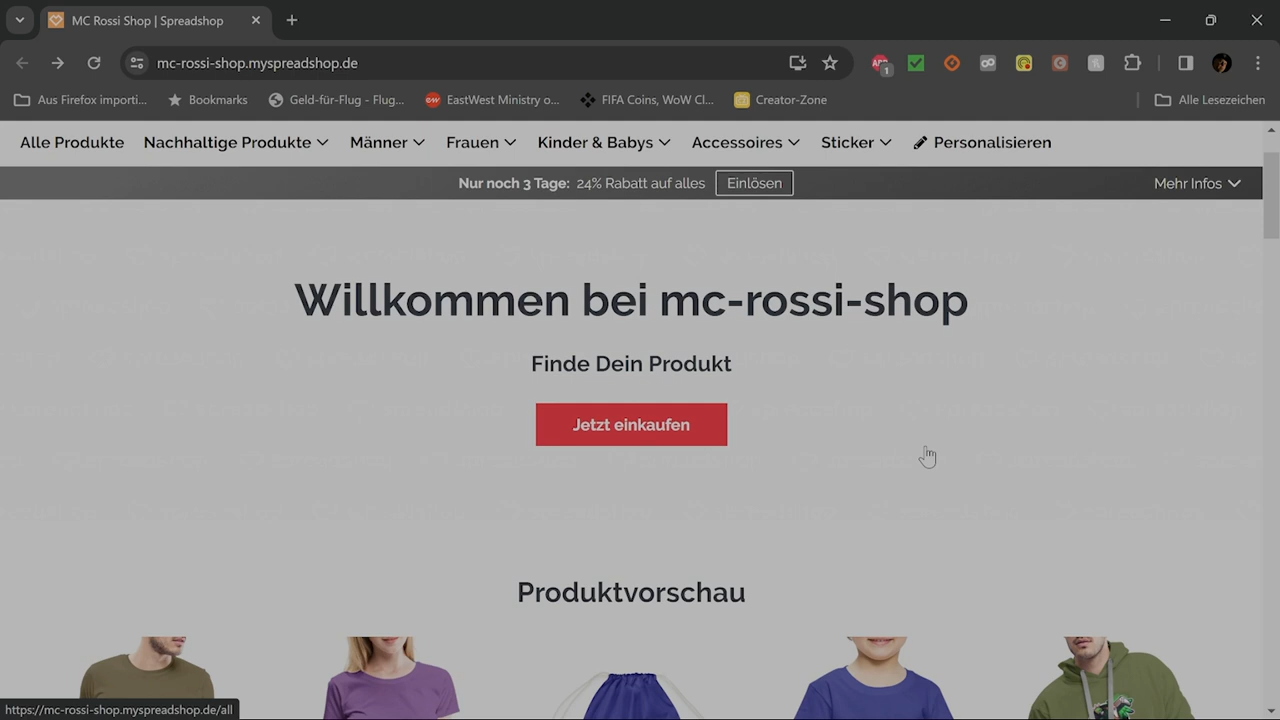 MC Rossi Shop | Spreadshop
mc-rossi-shop.myspreadshop.de
1
Aus Firefox importi...
Bookmarks
Geld-für-Flug - Flug...
EastWest Ministry o...
FIFA Coins, WoW Cl...
Creator-Zone
Alle Lesezeichen
Alle Produkte
Nachhaltige Produkte
Männer
Frauen
Kinder & Babys
Accessoires
Sticker
Personalisieren
Nur noch 3 Tage: 24% Rabatt auf alles
Einlösen
Mehr Infos
Willkommen bei mc-rossi-shop
Finde Dein Produkt
Jetzt einkaufen
Produktvorschau
https://mc-rossi-shop.myspreadshop.de/all